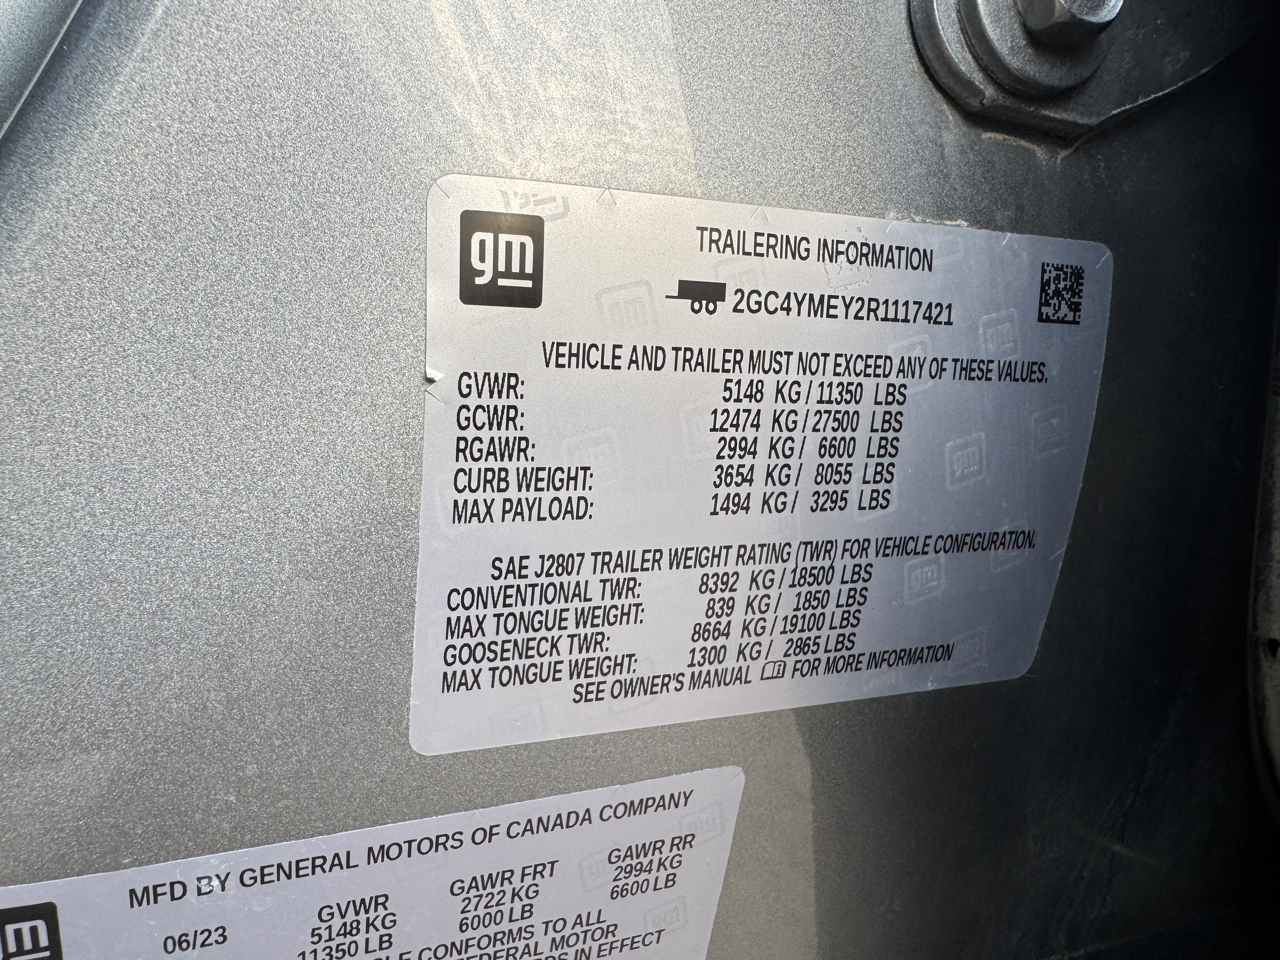 gm
TRAILERING INFORMATION
2GC4YMEY2R1117421
VEHICLE AND TRAILER MUST NOT EXCEED ANY OF THESE VALUES.
GVWR: 5148 KG/11350 LBS
GCWR: 12474 KG/27500 LBS
RGAWR: 2994 KG/ 6600 LBS
CURB WEIGHT: 3654 KG/ 8055 LBS
MAX PAYLOAD: 1494 KG/ 3295 LBS
SAE J2807 TRAILER WEIGHT RATING (TWR) FOR VEHICLE CONFIGURATION.
CONVENTIONAL TWR: 8392 KG/18500 LBS
MAX TONGUE WEIGHT: 839 KG/ 1850 LBS
GOOSENECK TWR: 8664 KG/19100 LBS
MAX TONGUE WEIGHT: 1300 KG/ 2865 LBS
SEE OWNER'S MANUAL FOR MORE INFORMATION
MFD BY GENERAL MOTORS OF CANADA COMPANY
06/23 GVWR GAWR FRT GAWR RR
5148 KG 2722 KG 2994 KG
11350 LB 6000 LB 6600 LB
CONFORMS TO ALL
FEDERAL MOTOR
IN EFFECT